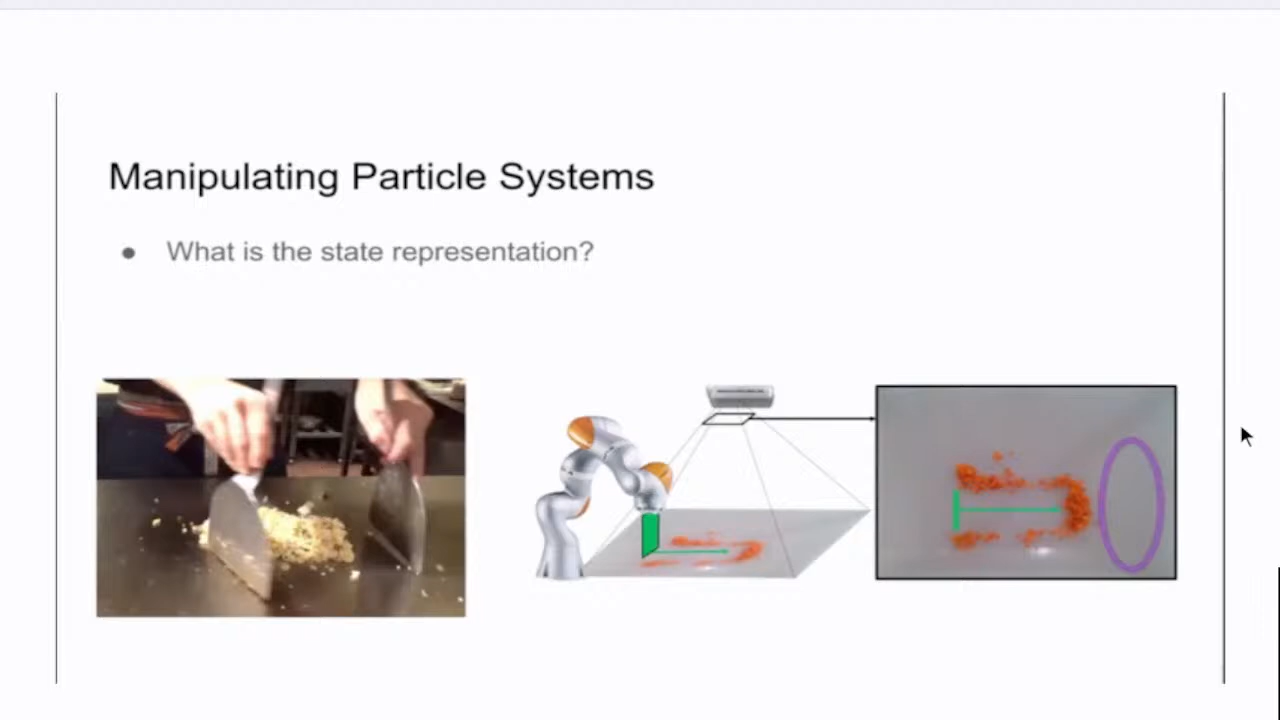 Manipulating Particle Systems
● What is the state representation?